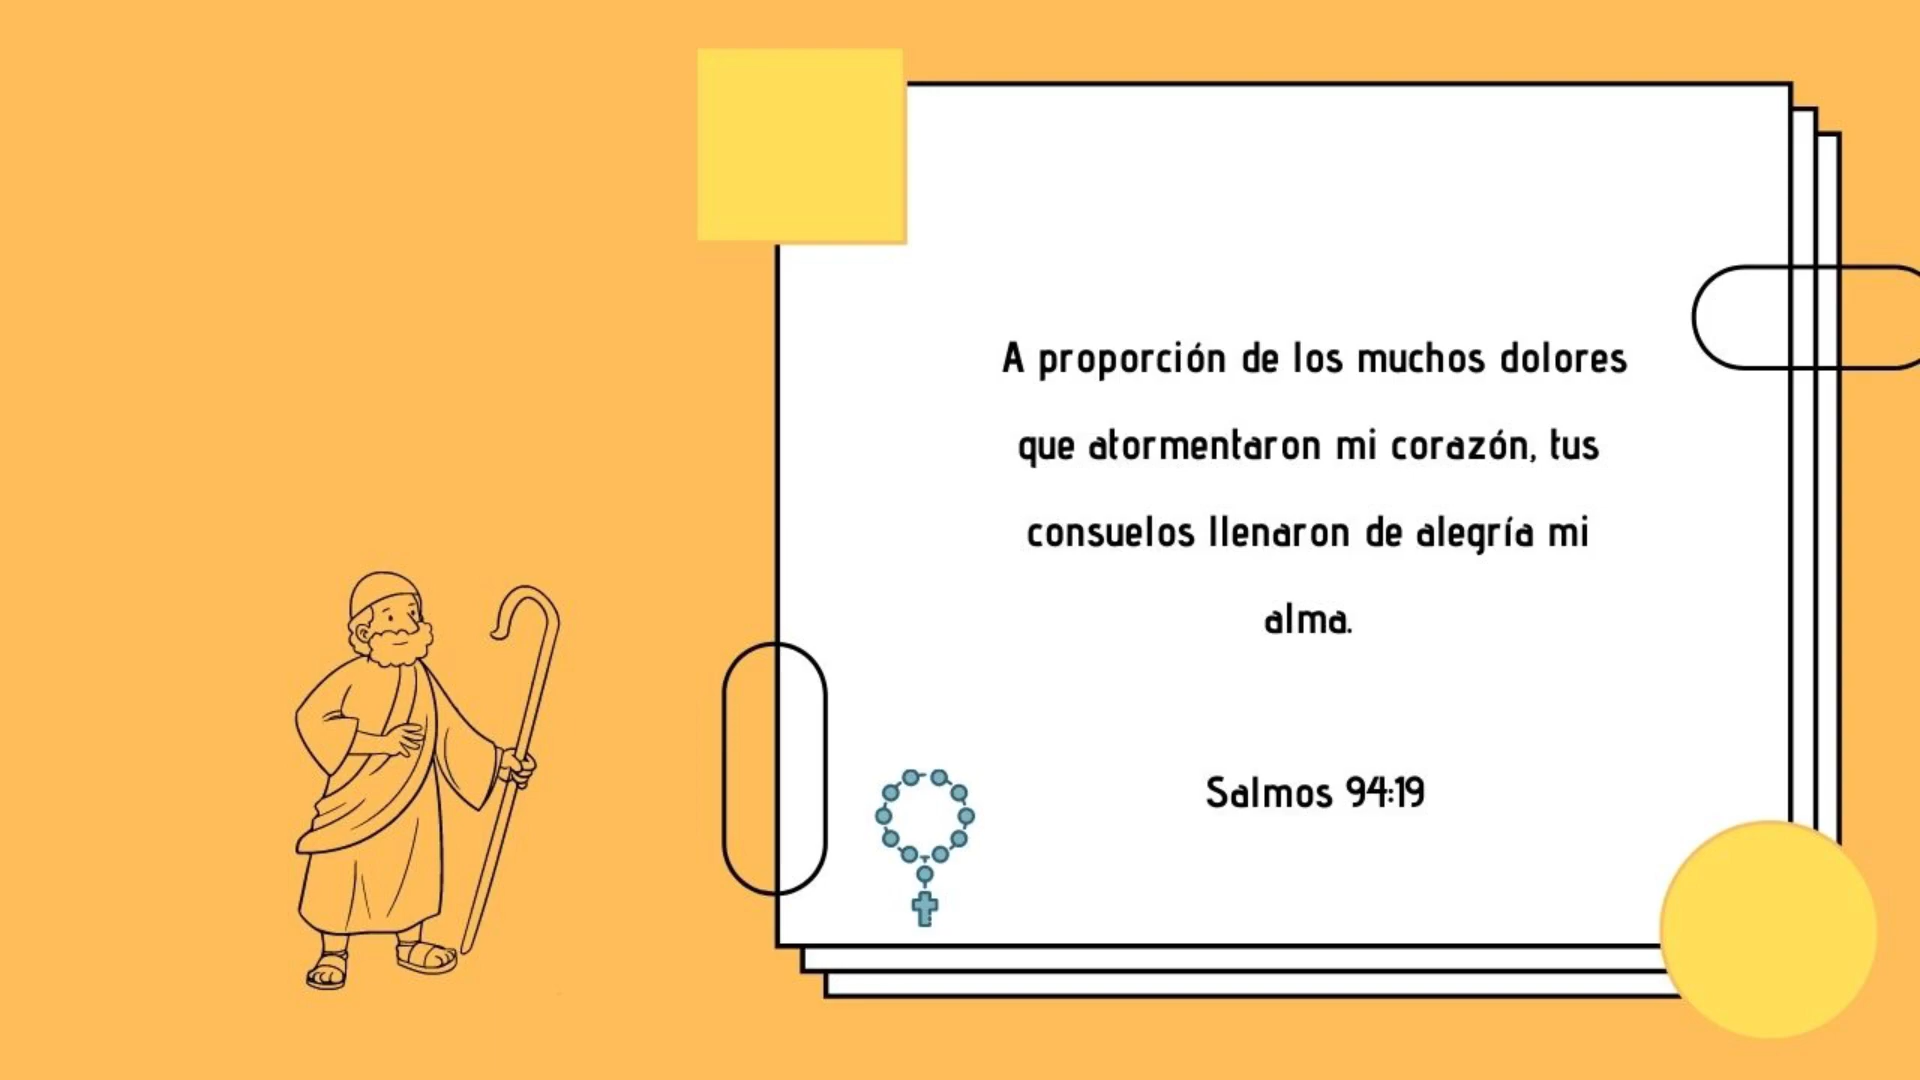 A proporción de los muchos dolores
que atormentaron mi corazón, tus
consuelos llenaron de alegría mi
alma.
Salmos 94:19